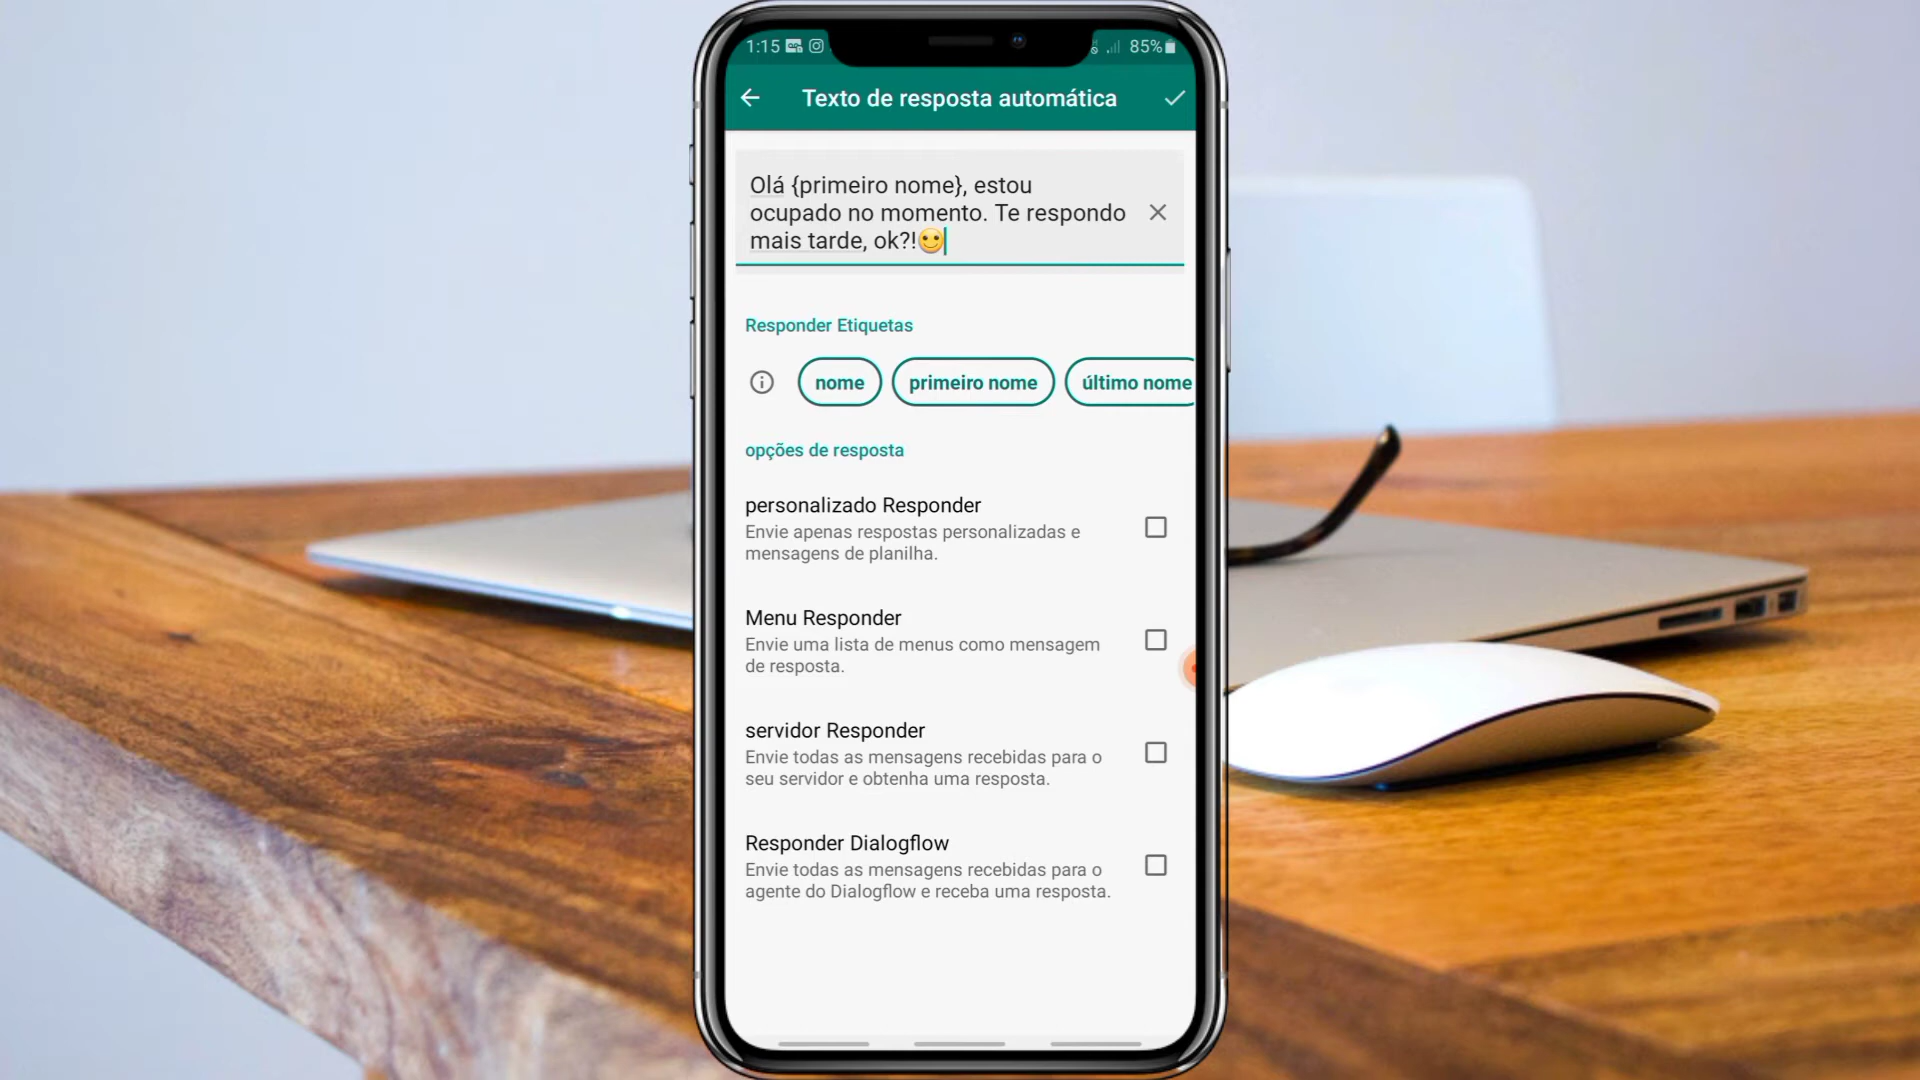 1:15
85%
Texto de resposta automática
Olá {primeiro nome}, estou
ocupado no momento. Te respondo
mais tarde, ok?!🙂
Responder Etiquetas
nome
primeiro nome
último nome
opções de resposta
personalizado Responder
Envie apenas respostas personalizadas e
mensagens de planilha.
Menu Responder
Envie uma lista de menus como mensagem
de resposta.
servidor Responder
Envie todas as mensagens recebidas para o
seu servidor e obtenha uma resposta.
Responder Dialogflow
Envie todas as mensagens recebidas para o
agente do Dialogflow e receba uma resposta.